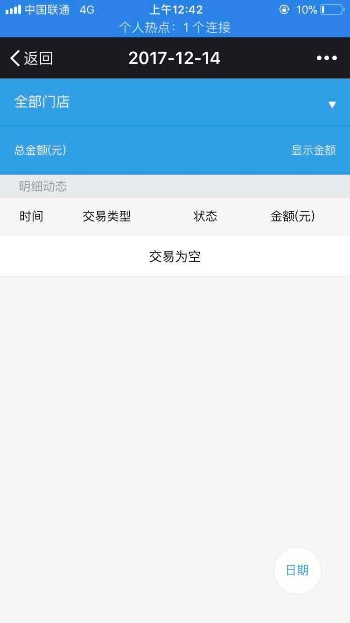 中国联通 4G 上午12:42 10%
个人热点：1 个连接
返回 2017-12-14
全部门店
总金额(元) 显示金额
明细动态
时间 交易类型 状态 金额(元)
交易为空
日期